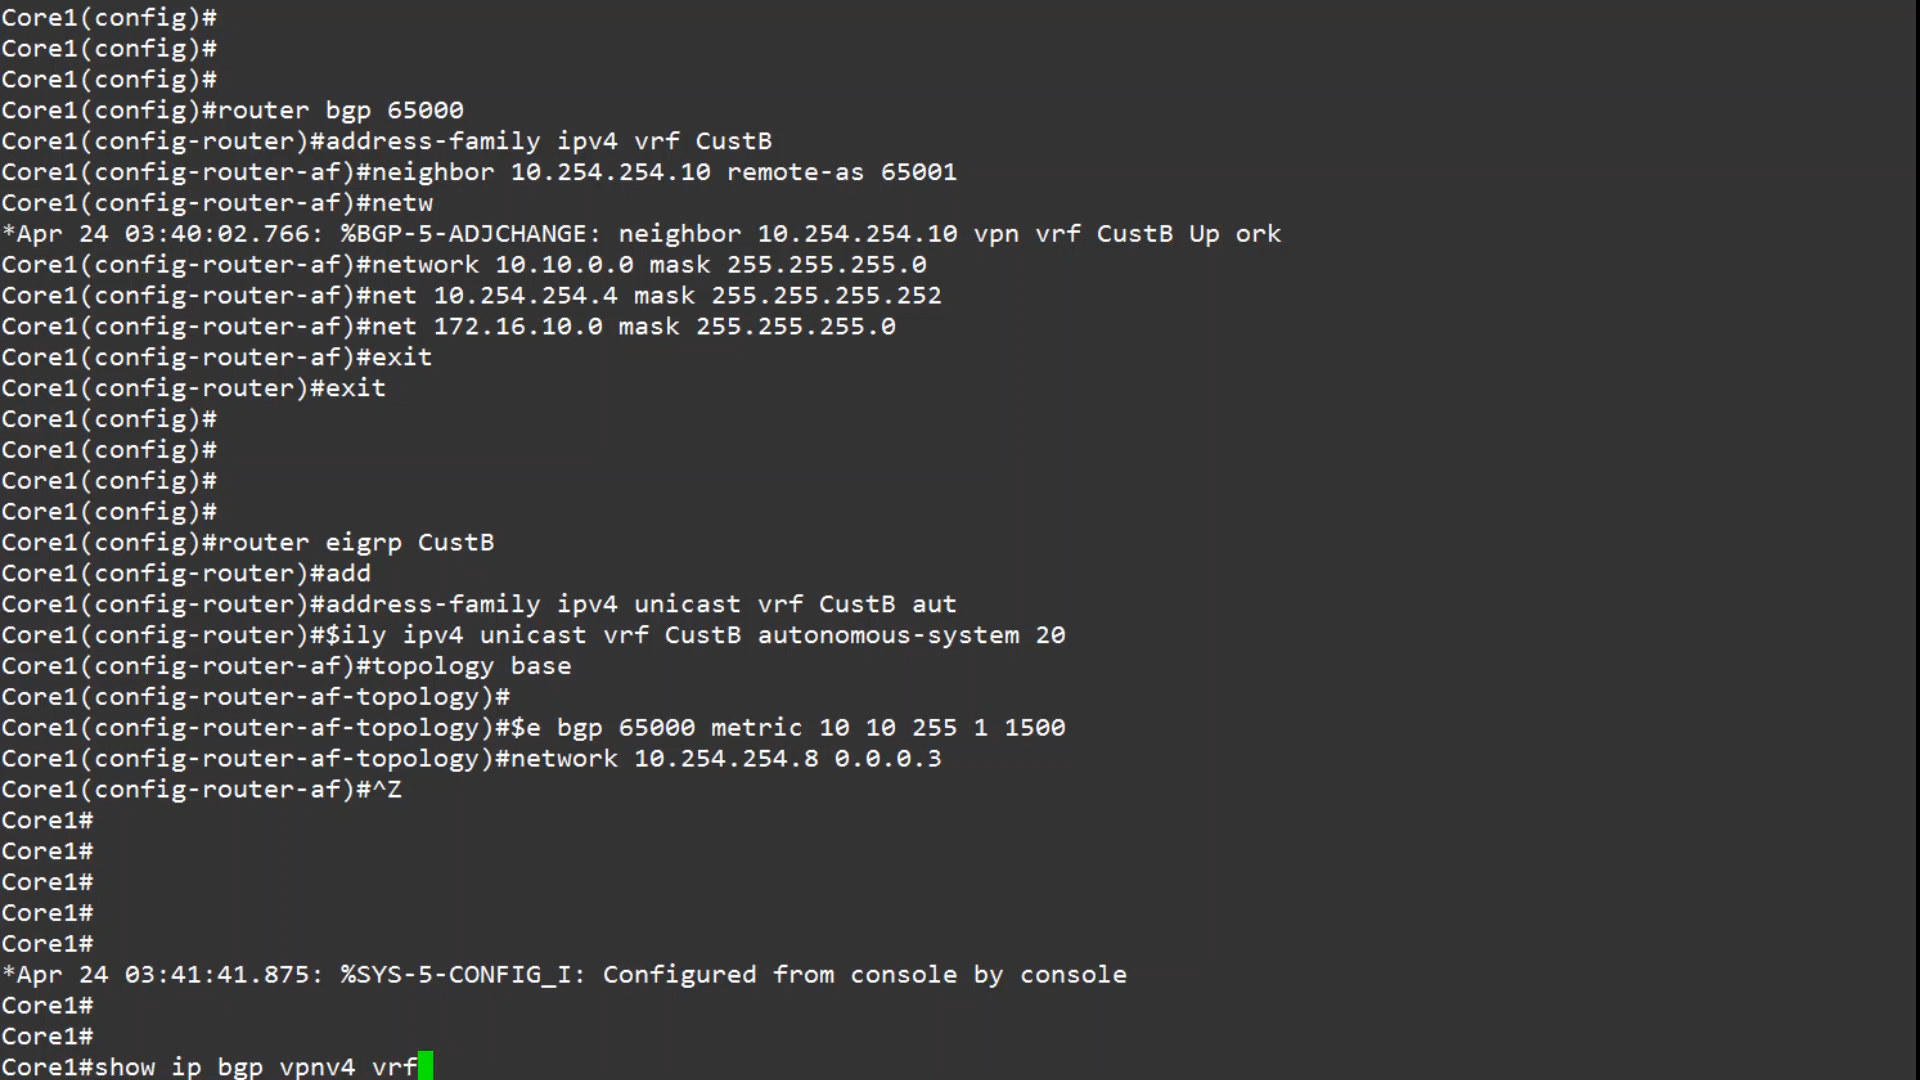 Core1(config)#
Core1(config)#
Core1(config)#
Core1(config)#router bgp 65000
Core1(config-router)#address-family ipv4 vrf CustB
Core1(config-router-af)#neighbor 10.254.254.10 remote-as 65001
Core1(config-router-af)#netw
*Apr 24 03:40:02.766: %BGP-5-ADJCHANGE: neighbor 10.254.254.10 vpn vrf CustB Up ork
Core1(config-router-af)#network 10.10.0.0 mask 255.255.255.0
Core1(config-router-af)#net 10.254.254.4 mask 255.255.255.252
Core1(config-router-af)#net 172.16.10.0 mask 255.255.255.0
Core1(config-router-af)#exit
Core1(config-router)#exit
Core1(config)#
Core1(config)#
Core1(config)#
Core1(config)#
Core1(config)#router eigrp CustB
Core1(config-router)#add
Core1(config-router)#address-family ipv4 unicast vrf CustB aut
Core1(config-router)#$ily ipv4 unicast vrf CustB autonomous-system 20
Core1(config-router-af)#topology base
Core1(config-router-af-topology)#
Core1(config-router-af-topology)#$e bgp 65000 metric 10 10 255 1 1500
Core1(config-router-af-topology)#network 10.254.254.8 0.0.0.3
Core1(config-router-af)#^Z
Core1#
Core1#
Core1#
Core1#
Core1#
*Apr 24 03:41:41.875: %SYS-5-CONFIG_I: Configured from console by console
Core1#
Core1#
Core1#show ip bgp vpnv4 vrf